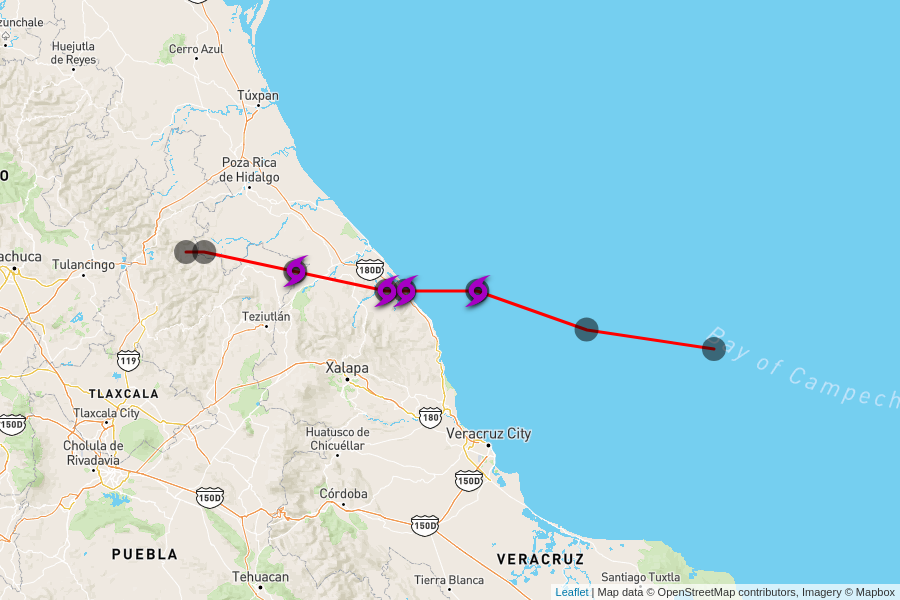 zunchale
Huejutla
de Reyes
Cerro Azul
Túxpan
Poza Rica
de Hidalgo
O
achuca
Tulancingo
180D
Teziutlán
Bay of Campech
119
Xalapa
TLAXCALA
Tlaxcala City
150D
180
Cholula de
Rivadavia
Huatusco de
Chicuéllar
Veracruz City
150D
150D
Córdoba
150D
PUEBLA
VERACRUZ
Tehuacan
Tierra Blanca
Santiago Tuxtla
Leaflet | Map data © OpenStreetMap contributors, Imagery © Mapbox